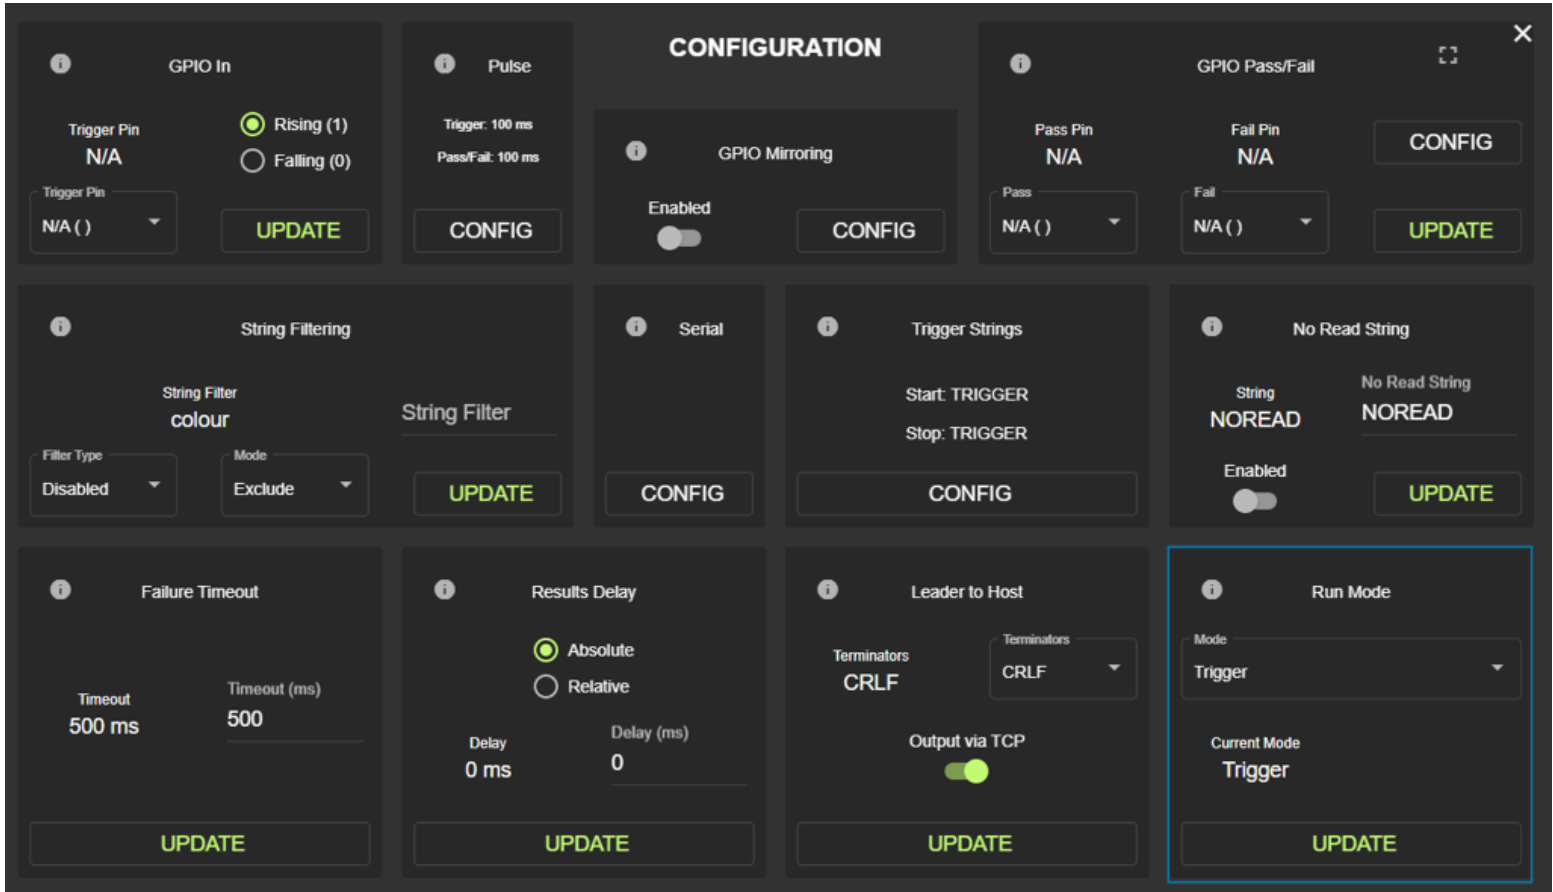 CONFIGURATION
GPIO In
Trigger Pin
N/A
Rising (1)
Falling (0)
Trigger Pin
N/A ( )
UPDATE
Pulse
Trigger: 100 ms
Pass/Fail: 100 ms
CONFIG
GPIO Mirroring
Enabled
CONFIG
GPIO Pass/Fail
Pass Pin
N/A
Fail Pin
N/A
CONFIG
Pass
N/A ( )
Fail
N/A ( )
UPDATE
String Filtering
String Filter
colour
String Filter
Filter Type
Disabled
Mode
Exclude
UPDATE
Serial
CONFIG
Trigger Strings
Start: TRIGGER
Stop: TRIGGER
CONFIG
No Read String
String
NOREAD
No Read String
NOREAD
Enabled
UPDATE
Failure Timeout
Timeout
500 ms
Timeout (ms)
500
UPDATE
Results Delay
Absolute
Relative
Delay
0 ms
Delay (ms)
0
UPDATE
Leader to Host
Terminators
CRLF
Terminators
CRLF
Output via TCP
UPDATE
Run Mode
Mode
Trigger
Current Mode
Trigger
UPDATE